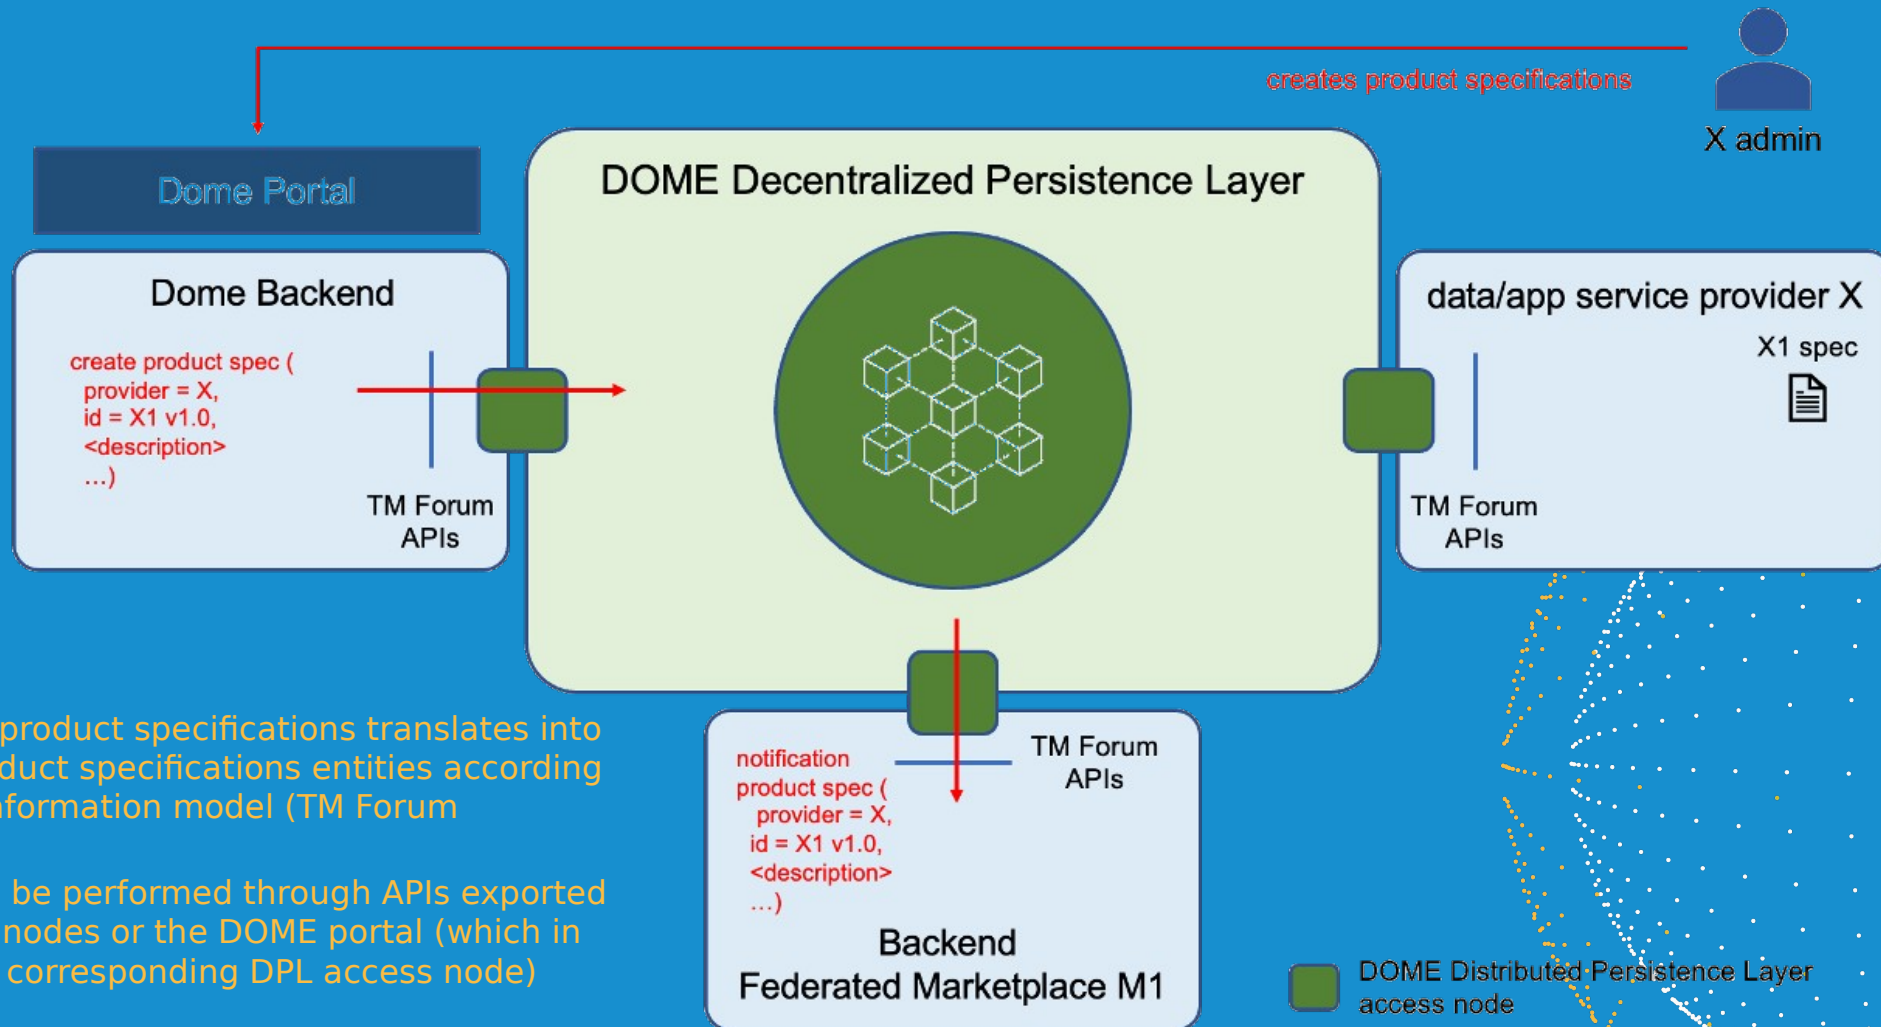 creates product specifications
X admin
Dome Portal
DOME Decentralized Persistence Layer
Dome Backend
create product spec (
provider = X,
id = X1 v1.0,
<description>
...)
TM Forum
APIs
data/app service provider X
X1 spec
TM Forum
APIs
product specifications translates into
specifications entities according
model (TM Forum
be performed through APIs exported
nodes or the DOME portal (which in
corresponding DPL access node)
notification
product spec (
provider = X,
id = X1 v1.0,
<description>
...)
TM Forum
APIs
Backend
Federated Marketplace M1
DOME Distributed Persistence Layer
access node